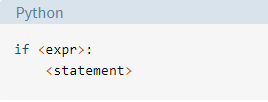 Python
if <expr>:
    <statement>